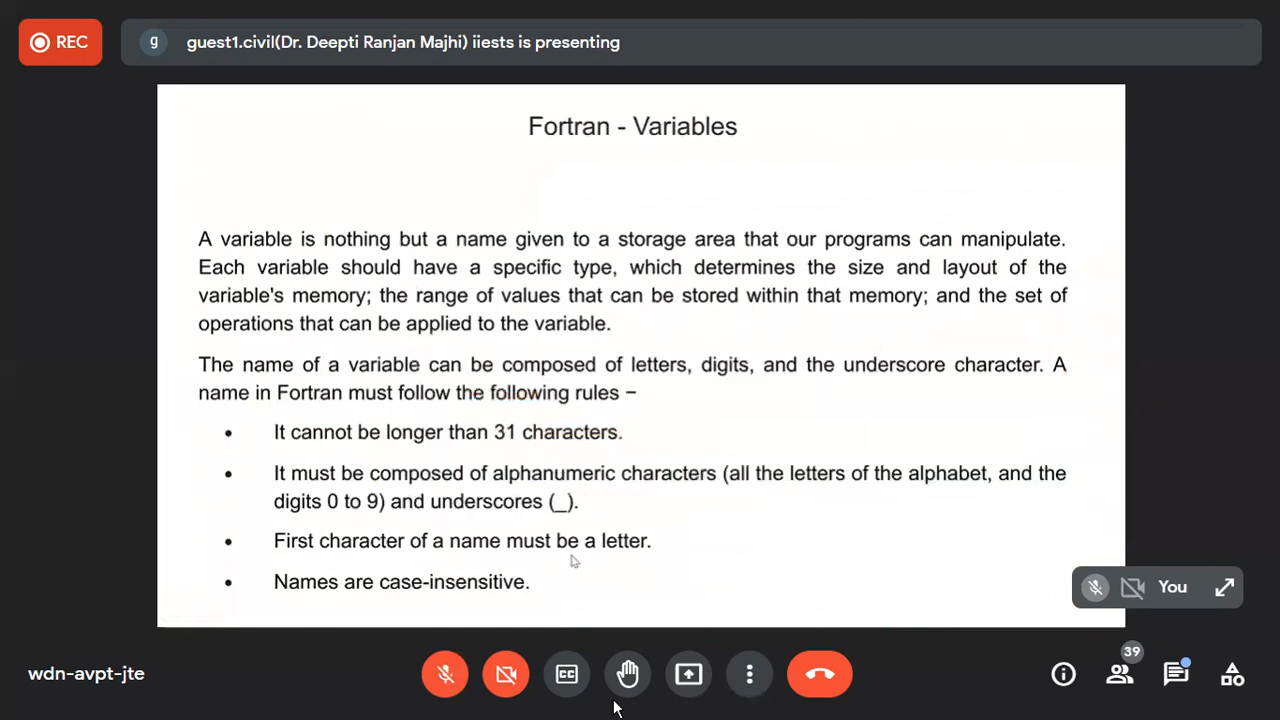 REC
g
guest1.civil(Dr. Deepti Ranjan Majhi) iiests is presenting
Fortran - Variables
A variable is nothing but a name given to a storage area that our programs can manipulate.
Each variable should have a specific type, which determines the size and layout of the
variable's memory; the range of values that can be stored within that memory; and the set of
operations that can be applied to the variable.
The name of a variable can be composed of letters, digits, and the underscore character. A
name in Fortran must follow the following rules −
• It cannot be longer than 31 characters.
• It must be composed of alphanumeric characters (all the letters of the alphabet, and the
digits 0 to 9) and underscores (_).
• First character of a name must be a letter.
• Names are case-insensitive.
You
wdn-avpt-jte
CC
39